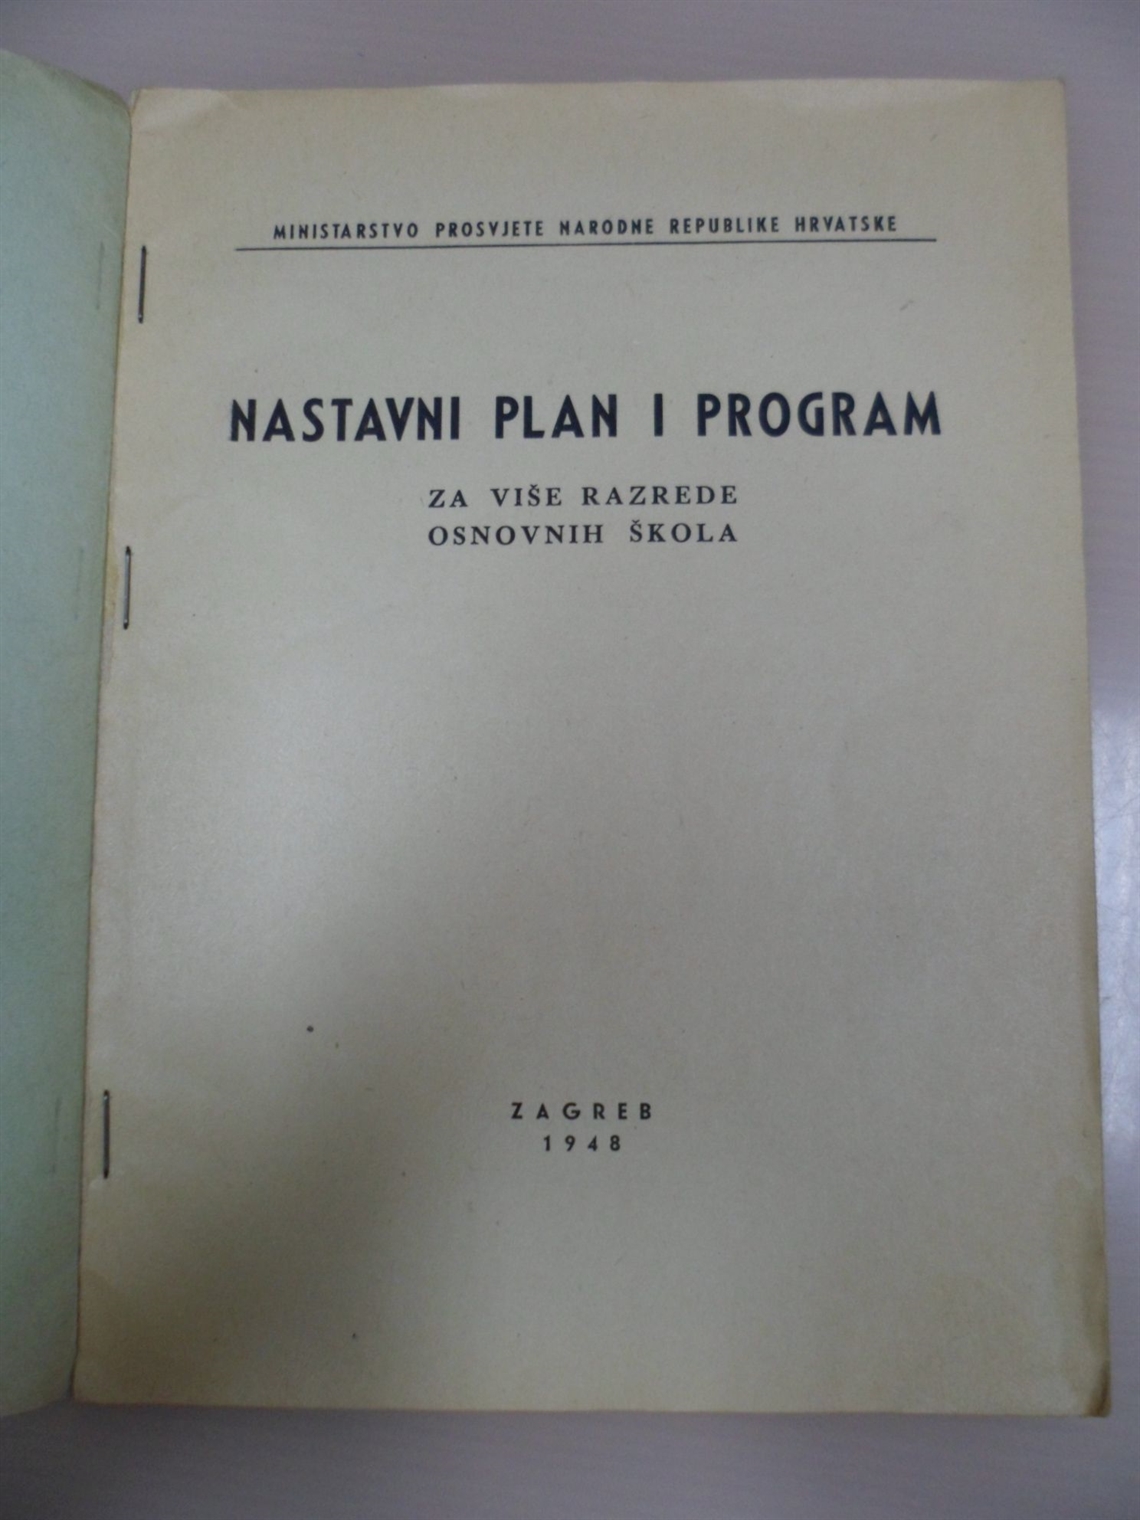 MINISTARSTVO PROSVJETE NARODNE REPUBLIKE HRVATSKE
NASTAVNI PLAN I PROGRAM
ZA VIŠE RAZREDE
OSNOVNIH ŠKOLA
ZAGREB
1948